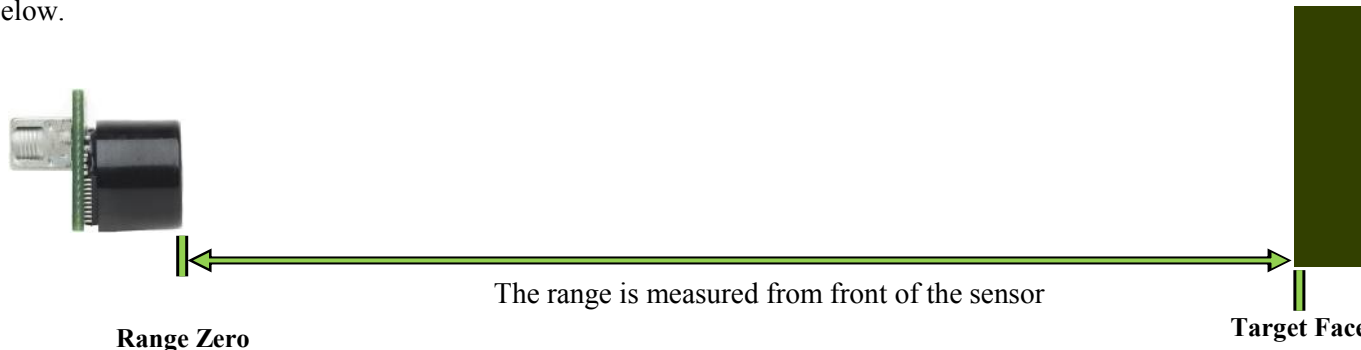 elow.
The range is measured from front of the sensor
Target Face
Range Zero